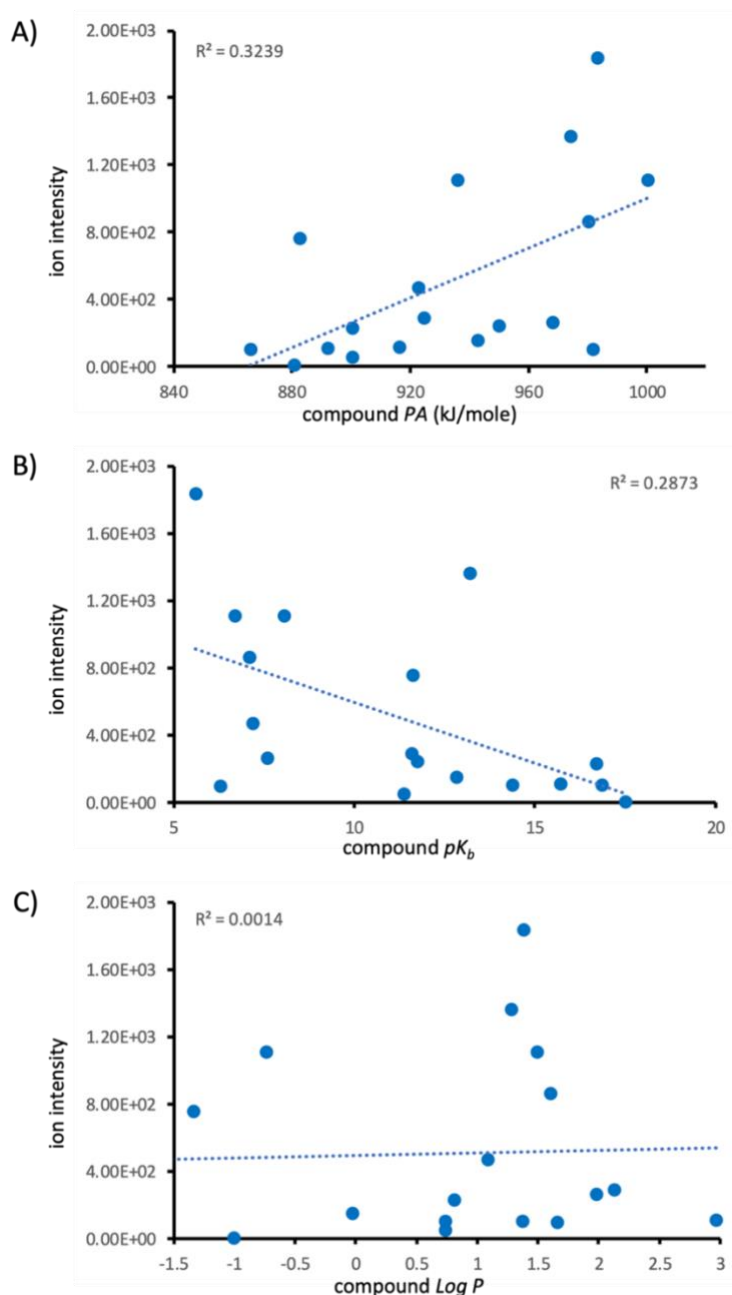 A)
R² = 0.3239
2.00E+03
1.60E+03
1.20E+03
8.00E+02
4.00E+02
0.00E+00
ion intensity
840 880 920 960 1000
compound PA (kJ/mole)
B)
R² = 0.2873
2.00E+03
1.60E+03
1.20E+03
8.00E+02
4.00E+02
0.00E+00
ion intensity
5 10 15 20
compound pKb
C)
R² = 0.0014
2.00E+03
1.60E+03
1.20E+03
8.00E+02
4.00E+02
0.00E+00
ion intensity
-1.5 -1 -0.5 0 0.5 1 1.5 2 2.5 3
compound Log P